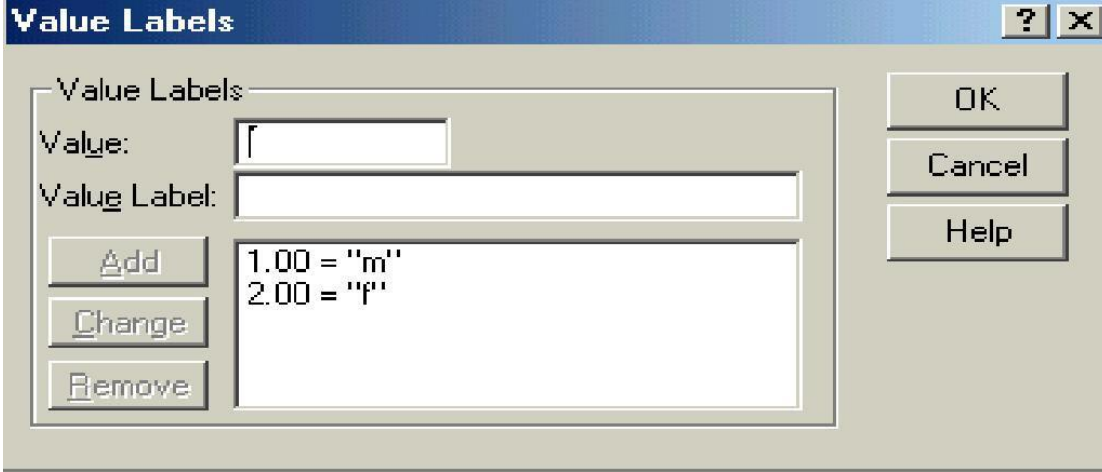 Value Labels
Value Labels
Value:
Value Label:
Add
Change
Remove
1.00 = "m"
2.00 = "f"
OK
Cancel
Help